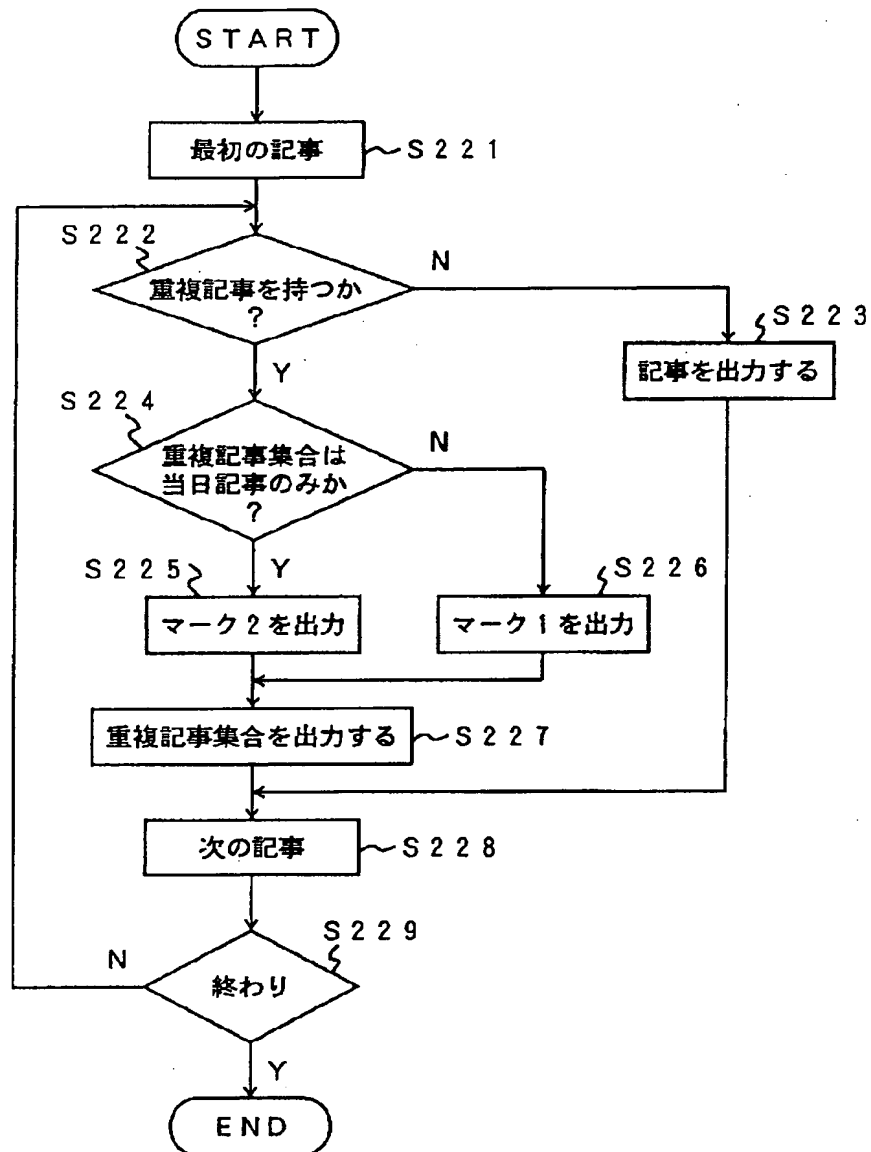 START
最初の記事
S221
S222
重複記事を持つか
?
N
Y
S223
記事を出力する
S224
重複記事集合は
当日記事のみか
?
N
Y
S225
マーク2を出力
S226
マーク1を出力
重複記事集合を出力する
S227
次の記事
S228
S229
終わり
N
Y
END